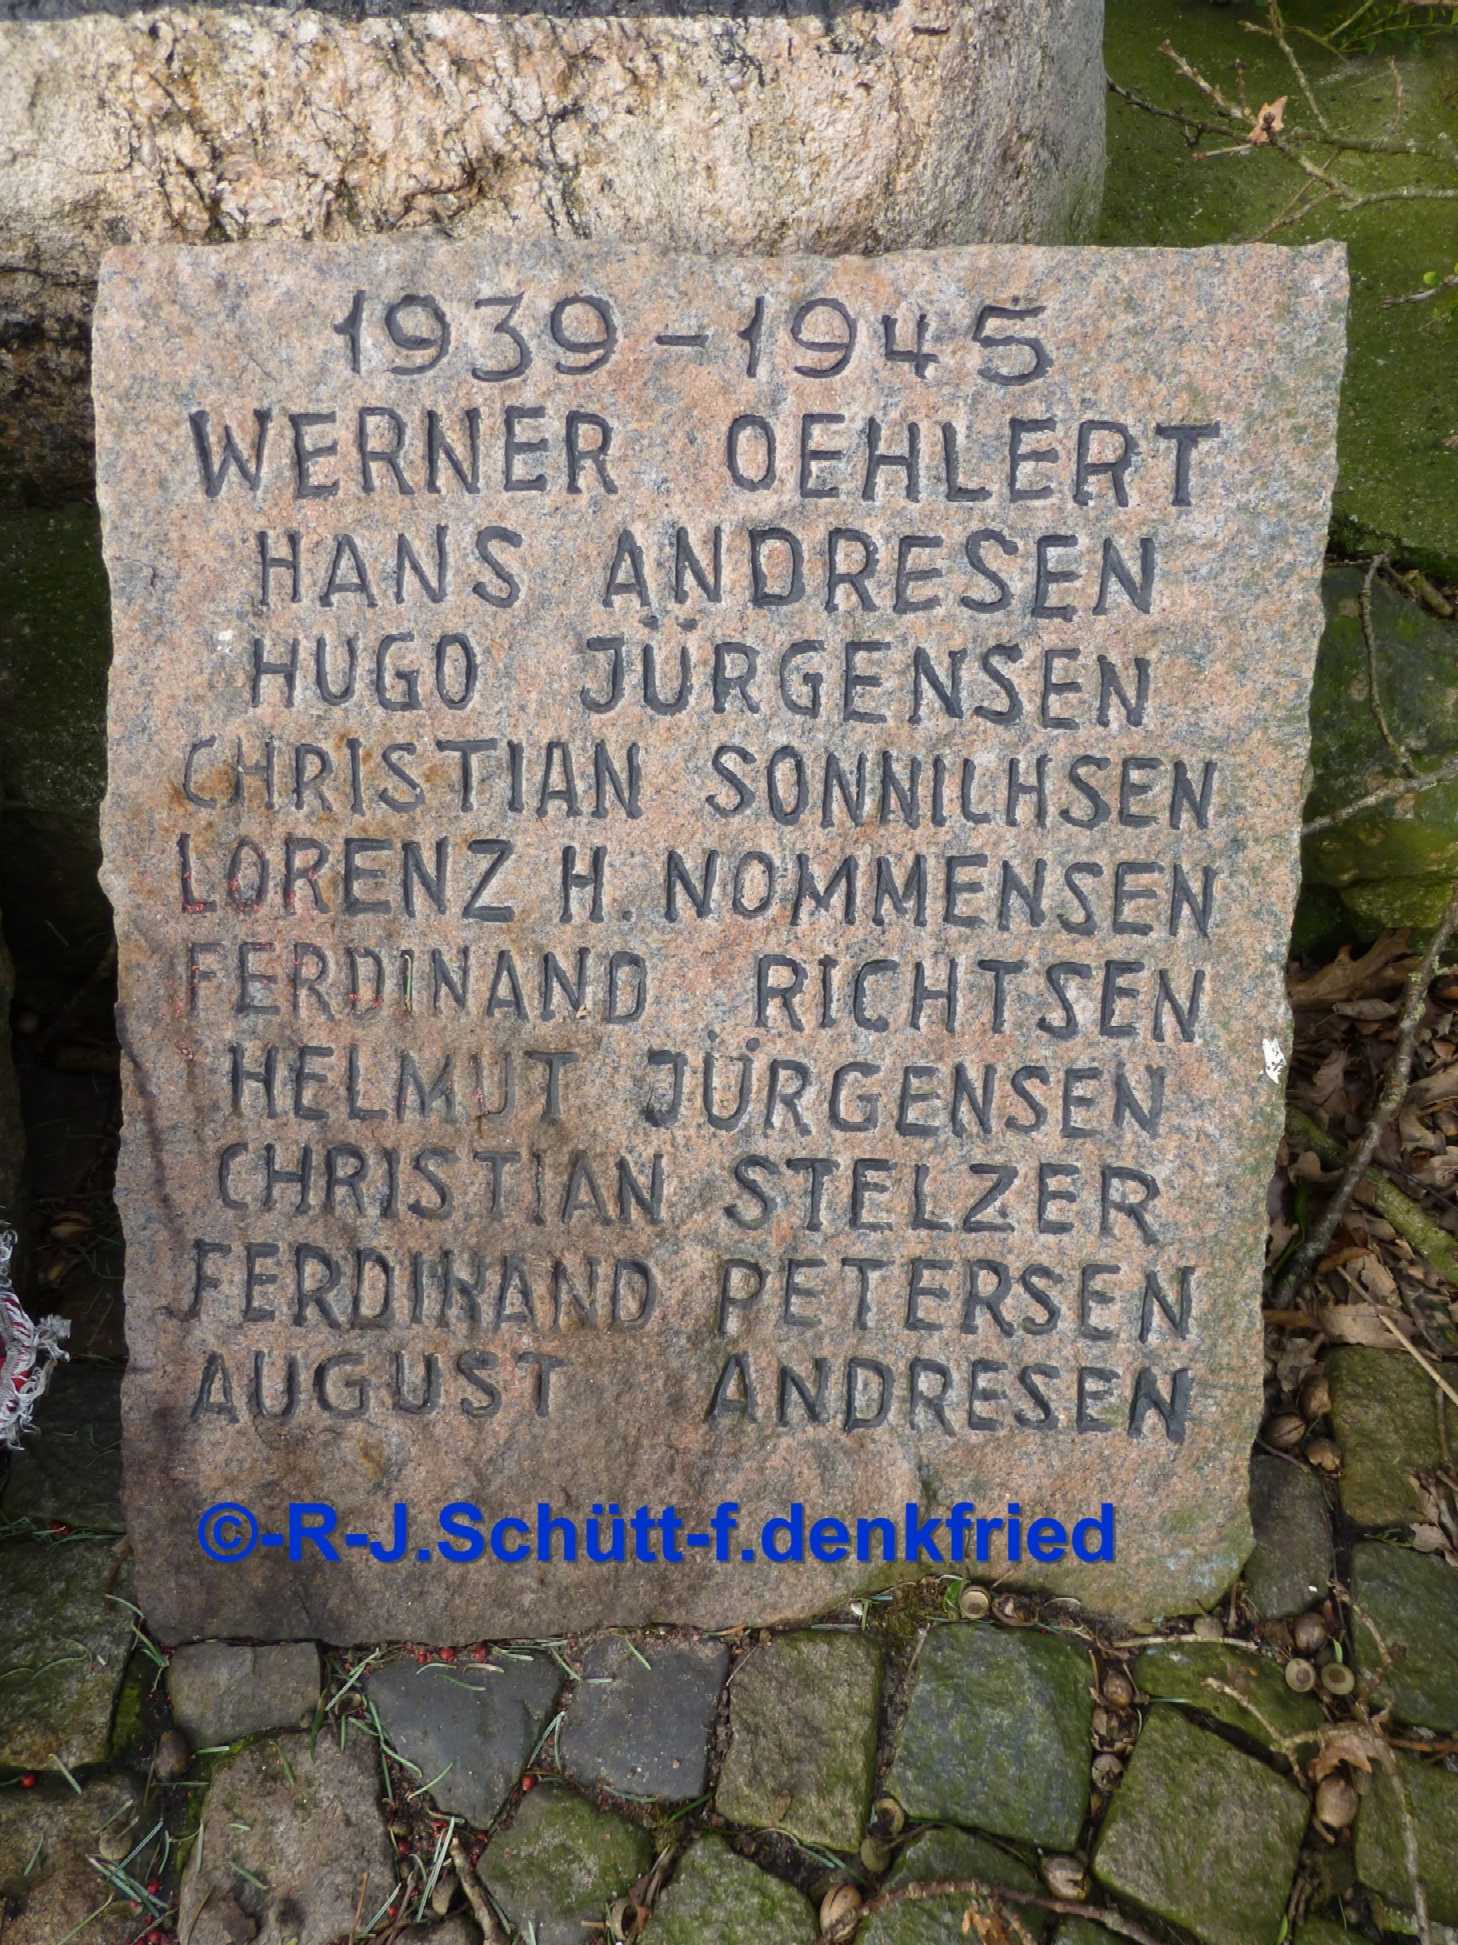 1939-1945
WERNER OEHLERT
HANS ANDRESEN
HUGO JÜRGENSEN
CHRISTIAN SONNILHSEN
LORENZ H. NOMMENSEN
FERDINAND RICHTSEN
HELMUT JÜRGENSEN
CHRISTIAN STELZER
FERDINAND PETERSEN
AUGUST ANDRESEN
©-R-J.Schütt-f.denkfried